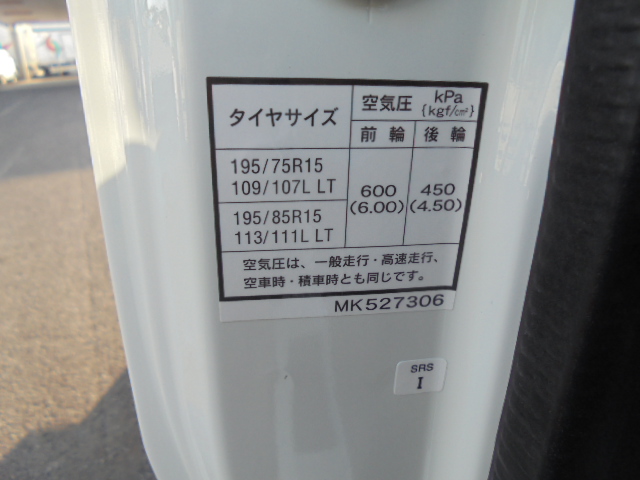 タイヤサイズ
空気圧 kPa
{kgf/cm²}
前輪 後輪
195/75R15
109/107L LT
195/85R15
113/111L LT
600
(6.00)
450
(4.50)
空気圧は、一般走行・高速走行、
空車時・積車時とも同じです。
MK527306
SRS
I